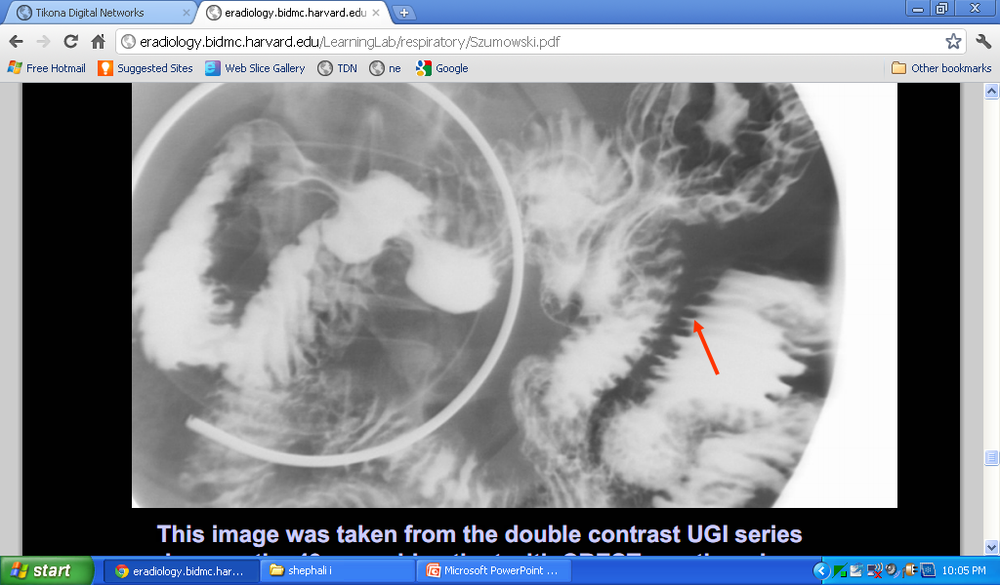 Tikona Digital Networks
eradiology.bidmc.harvard.edu
eradiology.bidmc.harvard.edu/LearningLab/respiratory/Szumowski.pdf
Free Hotmail
Suggested Sites
Web Slice Gallery
TDN
ne
Google
Other bookmarks
This image was taken from the double contrast UGI series
start
eradiology.bidmc.har...
shephali i
Microsoft PowerPoint ...
10:05 PM